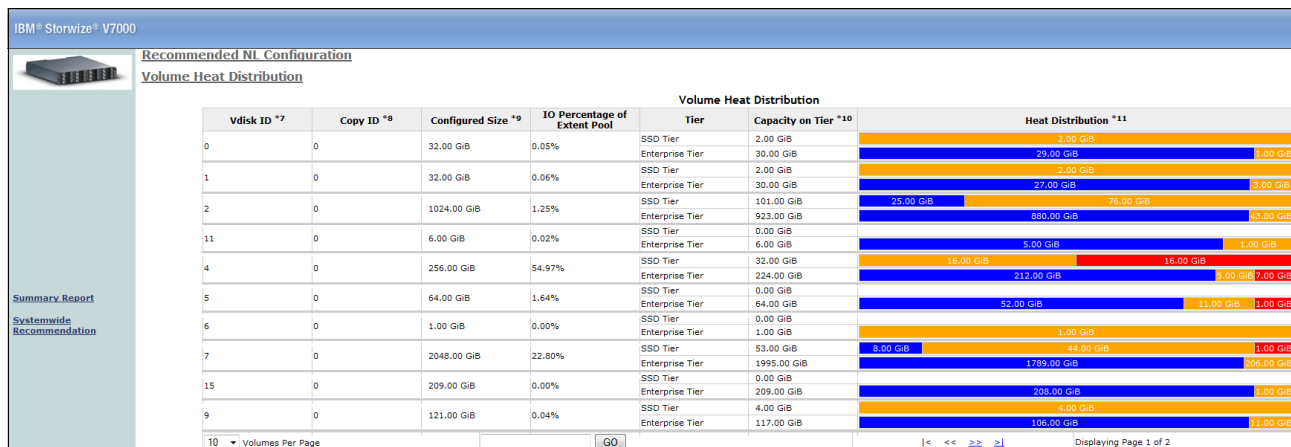 IBM® Storwize® V7000
Recommended NL Configuration
Volume Heat Distribution
Volume Heat Distribution
Vdisk ID *7 Copy ID *8 Configured Size *9 IO Percentage of Extent Pool Tier Capacity on Tier *10 Heat Distribution *11
0 0 32.00 GiB 0.05% SSD Tier 2.00 GiB 2.00 GiB
Enterprise Tier 30.00 GiB 29.00 GiB 1.00 GiB
1 0 32.00 GiB 0.06% SSD Tier 2.00 GiB 2.00 GiB
Enterprise Tier 30.00 GiB 27.00 GiB 3.00 GiB
2 0 1024.00 GiB 1.25% SSD Tier 101.00 GiB 25.00 GiB 76.00 GiB
Enterprise Tier 923.00 GiB 880.00 GiB 43.00 GiB
11 0 6.00 GiB 0.02% SSD Tier 0.00 GiB
Enterprise Tier 6.00 GiB 5.00 GiB 1.00 GiB
4 0 256.00 GiB 54.97% SSD Tier 32.00 GiB 16.00 GiB 16.00 GiB
Enterprise Tier 224.00 GiB 212.00 GiB 5.00 GiB 7.00 GiB
5 0 64.00 GiB 1.64% SSD Tier 0.00 GiB
Enterprise Tier 64.00 GiB 52.00 GiB 11.00 GiB 1.00 GiB
6 0 1.00 GiB 0.00% SSD Tier 0.00 GiB
Enterprise Tier 1.00 GiB 1.00 GiB
7 0 2048.00 GiB 22.80% SSD Tier 53.00 GiB 8.00 GiB 44.00 GiB 1.00 GiB
Enterprise Tier 1995.00 GiB 1789.00 GiB 206.00 GiB
15 0 209.00 GiB 0.00% SSD Tier 0.00 GiB
Enterprise Tier 209.00 GiB 208.00 GiB 1.00 GiB
9 0 121.00 GiB 0.04% SSD Tier 4.00 GiB 4.00 GiB
Enterprise Tier 117.00 GiB 106.00 GiB 11.00 GiB
10 Volumes Per Page GO |< << >> >| Displaying Page 1 of 2
Summary Report
Systemwide
Recommendation